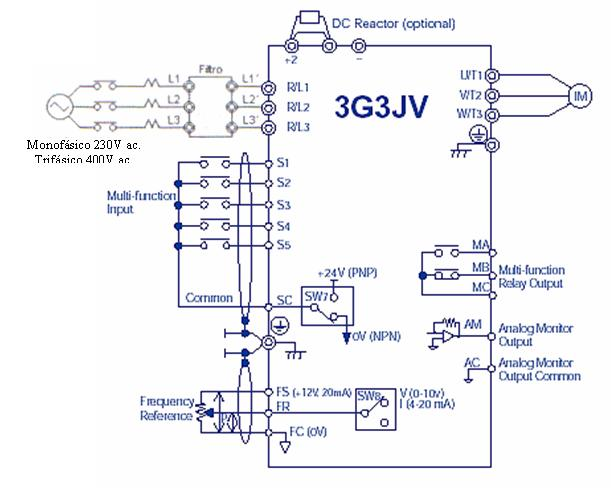 DC Reactor (optional)
+2
−
Filtro
L1
L1´
R/L1
L2
L2´
R/L2
L3
L3´
R/L3
3G3JV
U/T1
V/T2
W/T3
IM
Monofásico 230V ac.
Trifásico 400V ac
S1
S2
S3
S4
S5
Multi-function
Input
Common
SC
+24V (PNP)
SW7
0V (NPN)
MA
MB
MC
Multi-function
Relay Output
AM
Analog Monitor
Output
AC
Analog Monitor
Output Common
Frequency
Reference
FS (+12V, 20mA)
FR
FC (0V)
SW8
V (0-10v)
I (4-20 mA)